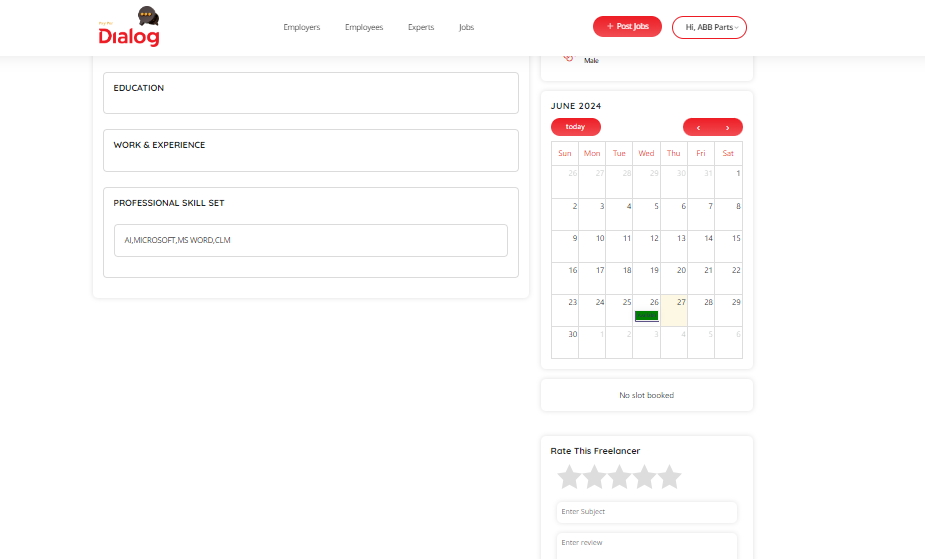 Dialog
Employers
Employees
Experts
Jobs
+ Post Jobs
Hi, ABB Parts
Male
EDUCATION
WORK & EXPERIENCE
PROFESSIONAL SKILL SET
AI,MICROSOFT,MS WORD,CLM
JUNE 2024
today
‹ ›
Sun Mon Tue Wed Thu Fri Sat
26 27 28 29 30 31 1
2 3 4 5 6 7 8
9 10 11 12 13 14 15
16 17 18 19 20 21 22
23 24 25 26 27 28 29
30 1 2 3 4 5 6
No slot booked
Rate This Freelancer
Enter Subject
Enter review